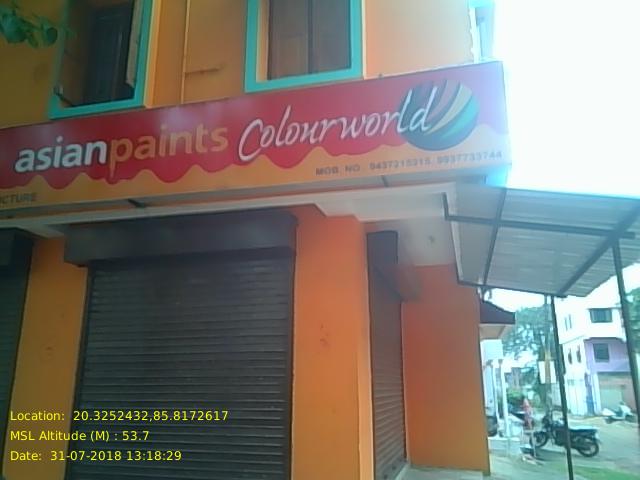 asianpaints Colourworld
MOB. NO. 9437215315, 9937733744
Location: 20.3252432,85.8172617
MSL Altitude (M) : 53.7
Date: 31-07-2018 13:18:29